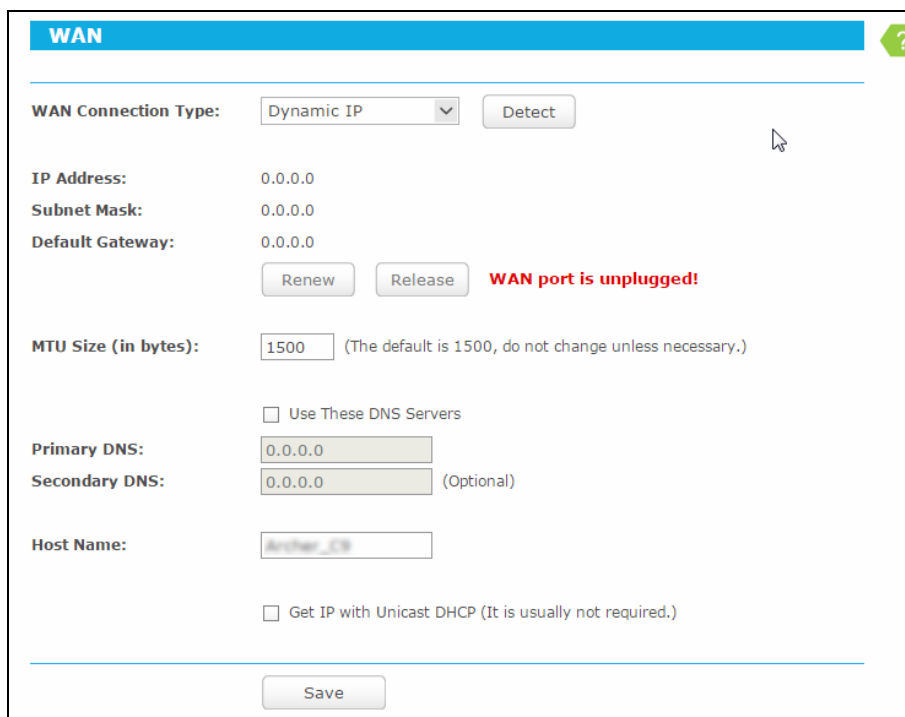 WAN
?
WAN Connection Type: Dynamic IP Detect
IP Address: 0.0.0.0
Subnet Mask: 0.0.0.0
Default Gateway: 0.0.0.0
Renew Release WAN port is unplugged!
MTU Size (in bytes): 1500 (The default is 1500, do not change unless necessary.)
Use These DNS Servers
Primary DNS: 0.0.0.0
Secondary DNS: 0.0.0.0 (Optional)
Host Name:
Get IP with Unicast DHCP (It is usually not required.)
Save